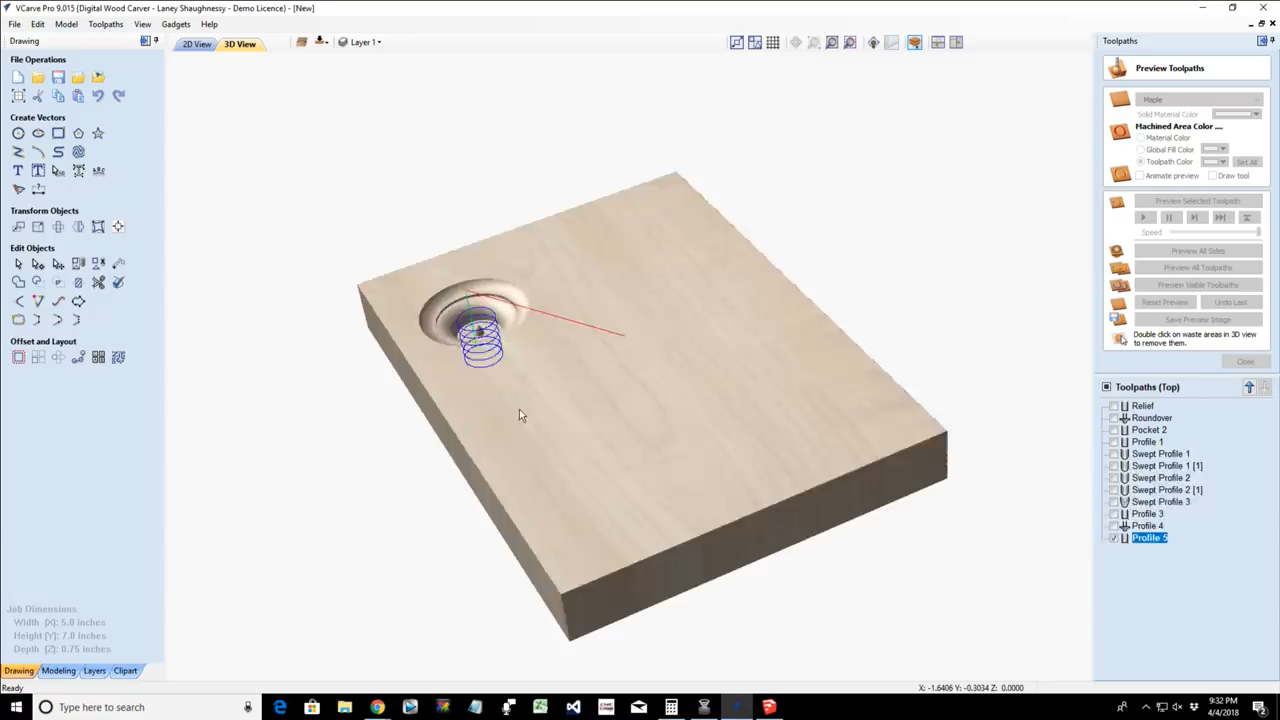 VCarve Pro 9.015 (Digital Wood Carver - Laney Shaughnessy - Demo Licence) - [New]
File Edit Model Toolpaths View Gadgets Help
Drawing
2D View 3D View Layer 1
Toolpaths
File Operations
Create Vectors
Transform Objects
Edit Objects
Offset and Layout
Job Dimensions
Width (X): 5.0 inches
Height (Y): 7.0 inches
Depth (Z): 0.75 inches
Drawing Modeling Layers Clipart
Ready
Preview Toolpaths
Maple
Solid Material Color
Machined Area Color ....
Material Color
Global Fill Color
Toolpath Color Set All
Animate preview Draw tool
Preview Selected Toolpath
Speed
Preview All Sides
Preview All Toolpaths
Preview Visible Toolpaths
Reset Preview Undo Last
Save Preview Image
Double click on waste areas in 3D view
to remove them.
Close
Toolpaths (Top)
Relief
Roundover
Pocket 2
Profile 1
Swept Profile 1
Swept Profile 1 [1]
Swept Profile 2
Swept Profile 2 [1]
Swept Profile 3
Profile 3
Profile 4
Profile 5
X: -1.6406 Y: -0.3034 Z: 0.0000
Type here to search
9:32 PM
4/4/2018